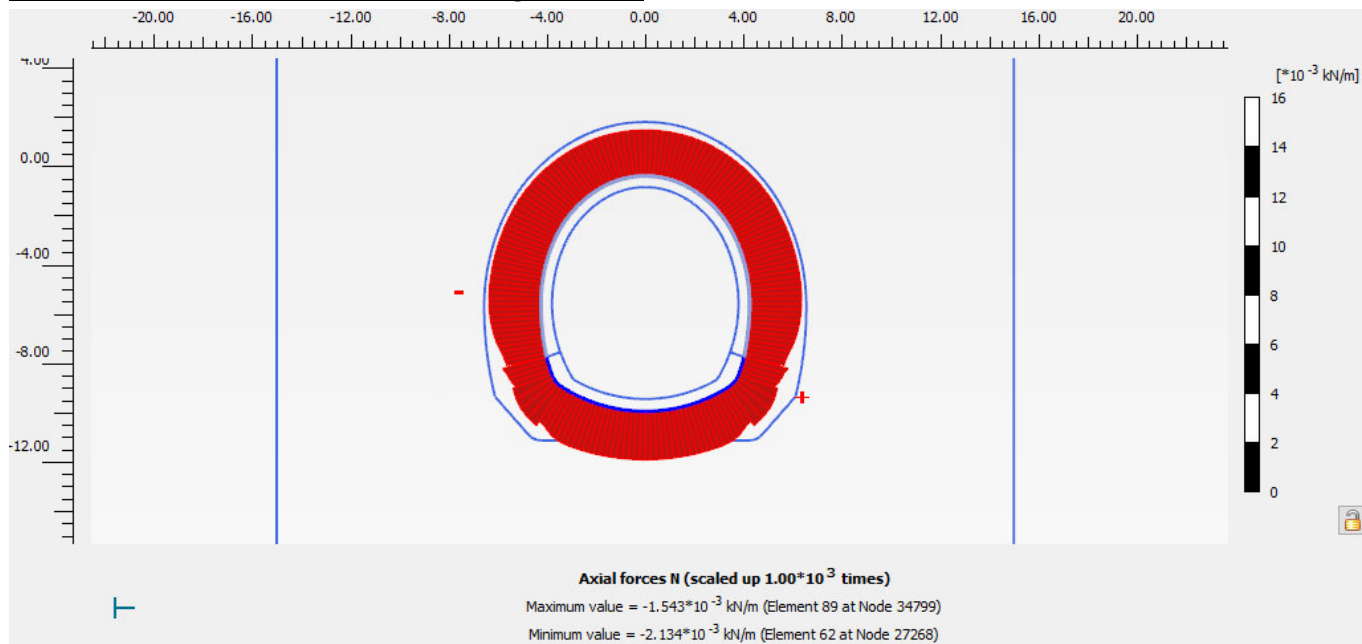 -20.00 -16.00 -12.00 -8.00 -4.00 0.00 4.00 8.00 12.00 16.00 20.00
4.00
0.00
-4.00
-8.00
-12.00
[*10 -3 kN/m]
16
14
12
10
8
6
4
2
0
Axial forces N (scaled up 1.00*10 3 times)
Maximum value = -1.543*10 -3 kN/m (Element 89 at Node 34799)
Minimum value = -2.134*10 -3 kN/m (Element 62 at Node 27268)